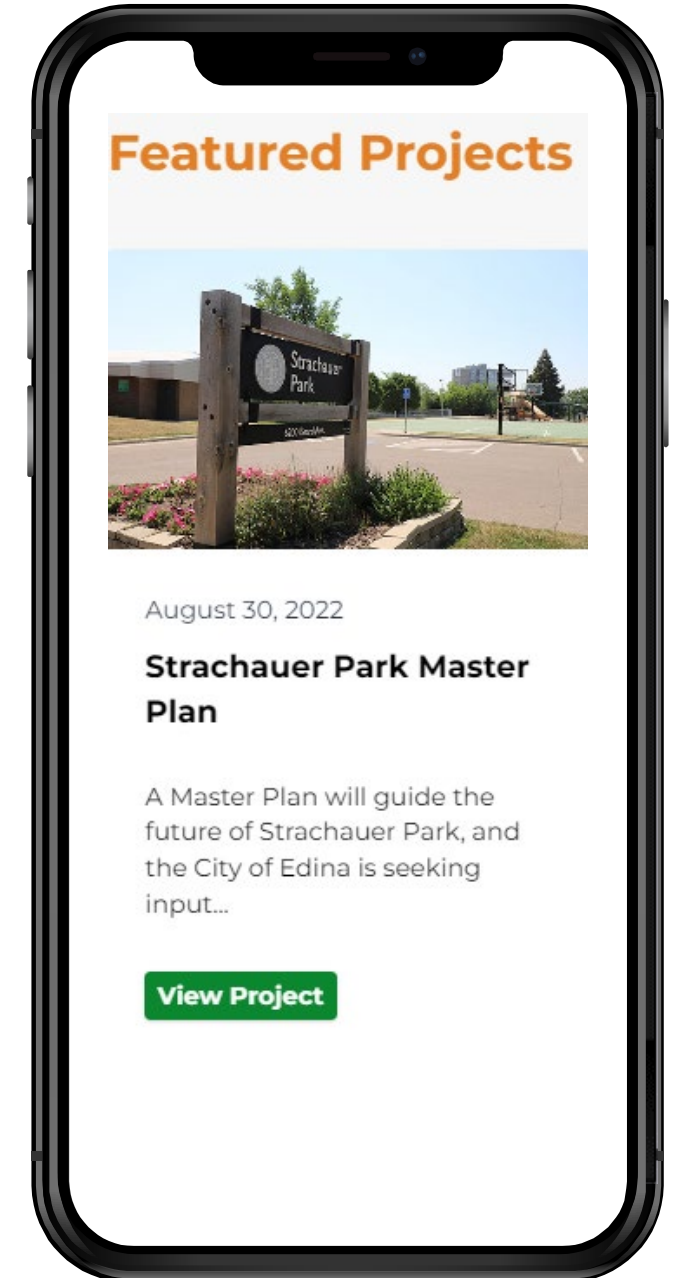 Featured Projects
Strachauer
Park
August 30, 2022
Strachauer Park Master
Plan
A Master Plan will guide the
future of Strachauer Park, and
the City of Edina is seeking
input...
View Project